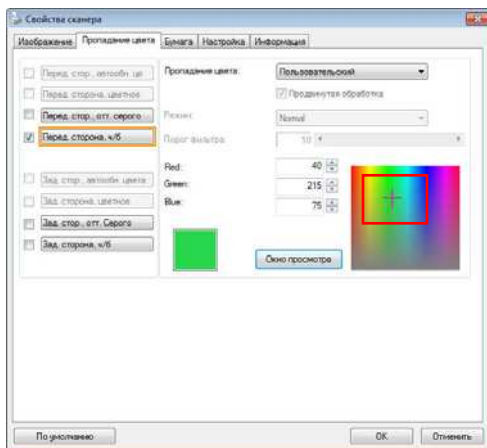 Свойства сканера
Изображение Пропадание цвета Бумага Настройка Информация
Перед. стор., автообн. цв Пропадание цвета: Пользовательский
Перед. сторона, цветное Продвинутая обработка
Перед. стор., отт. серого Режим: Normal
Перед. сторона, ч/б Порог фильтра: 10
Red: 40
Зад. стор., автообн. цвета Green: 215
Зад. сторона, цветное Blue: 75
Зад. стор., отт. Серого
Зад. сторона, ч/б Окно просмотра
По умолчанию OK Отменить